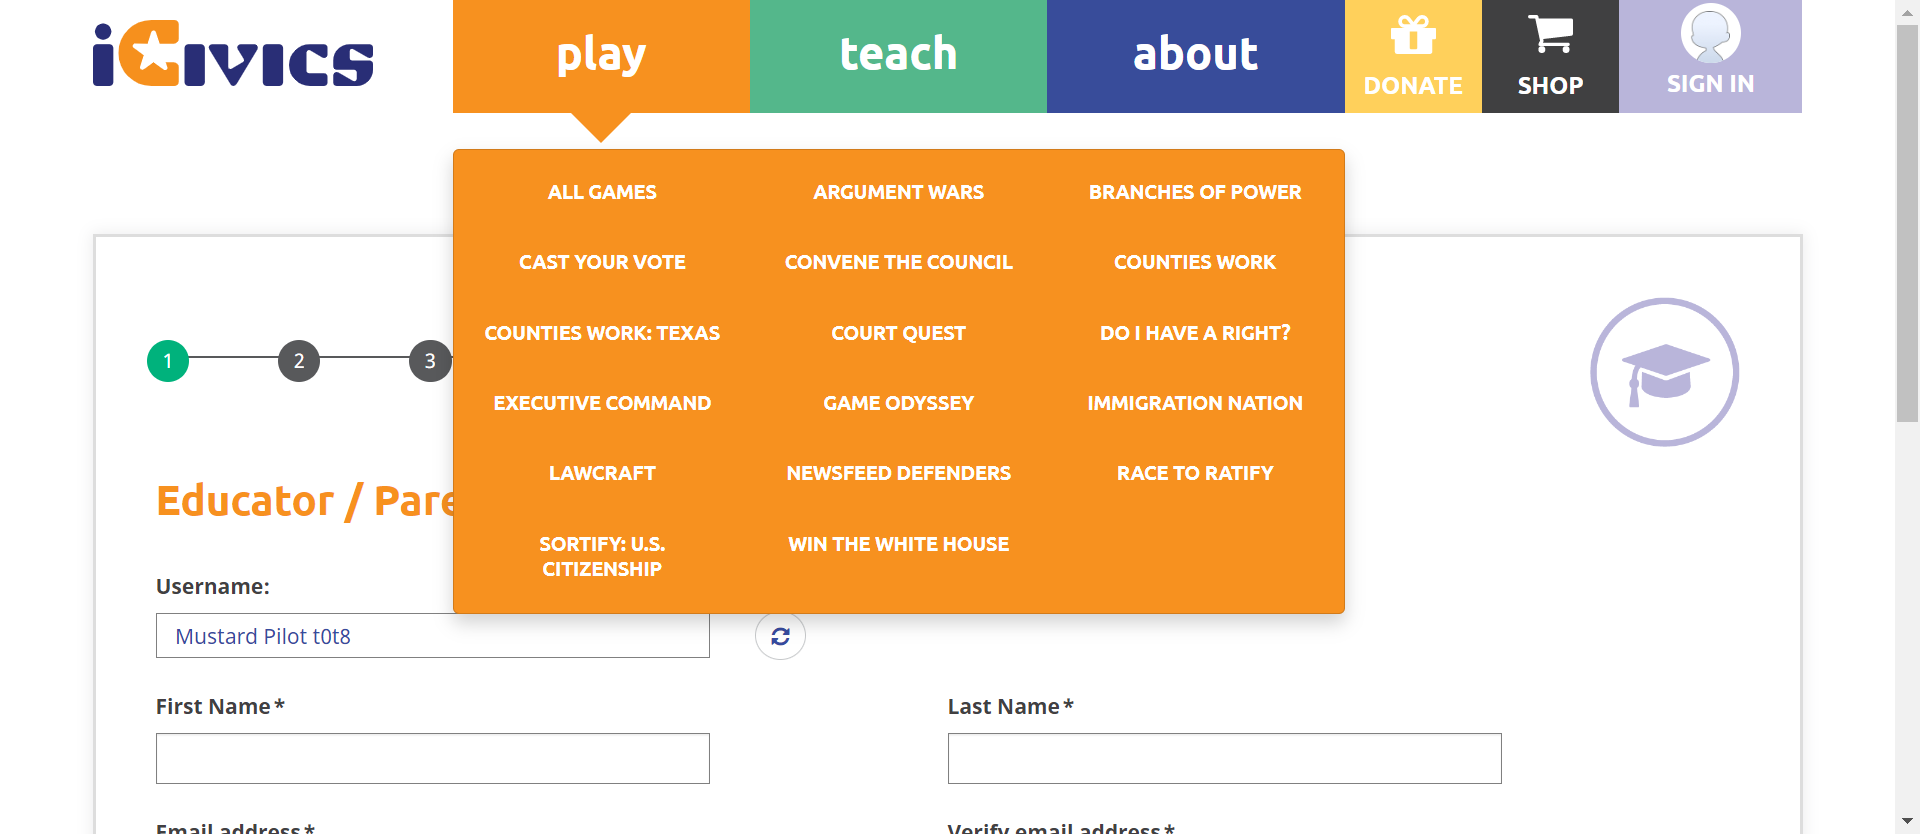 iCivics
play
teach
about
DONATE
SHOP
SIGN IN
ALL GAMES
ARGUMENT WARS
BRANCHES OF POWER
CAST YOUR VOTE
CONVENE THE COUNCIL
COUNTIES WORK
COUNTIES WORK: TEXAS
COURT QUEST
DO I HAVE A RIGHT?
EXECUTIVE COMMAND
GAME ODYSSEY
IMMIGRATION NATION
LAWCRAFT
NEWSFEED DEFENDERS
RACE TO RATIFY
SORTIFY: U.S.
CITIZENSHIP
WIN THE WHITE HOUSE
1
2
3
Educator / Pare
Username:
Mustard Pilot t0t8
First Name*
Last Name*
Email address*
Verify email address*